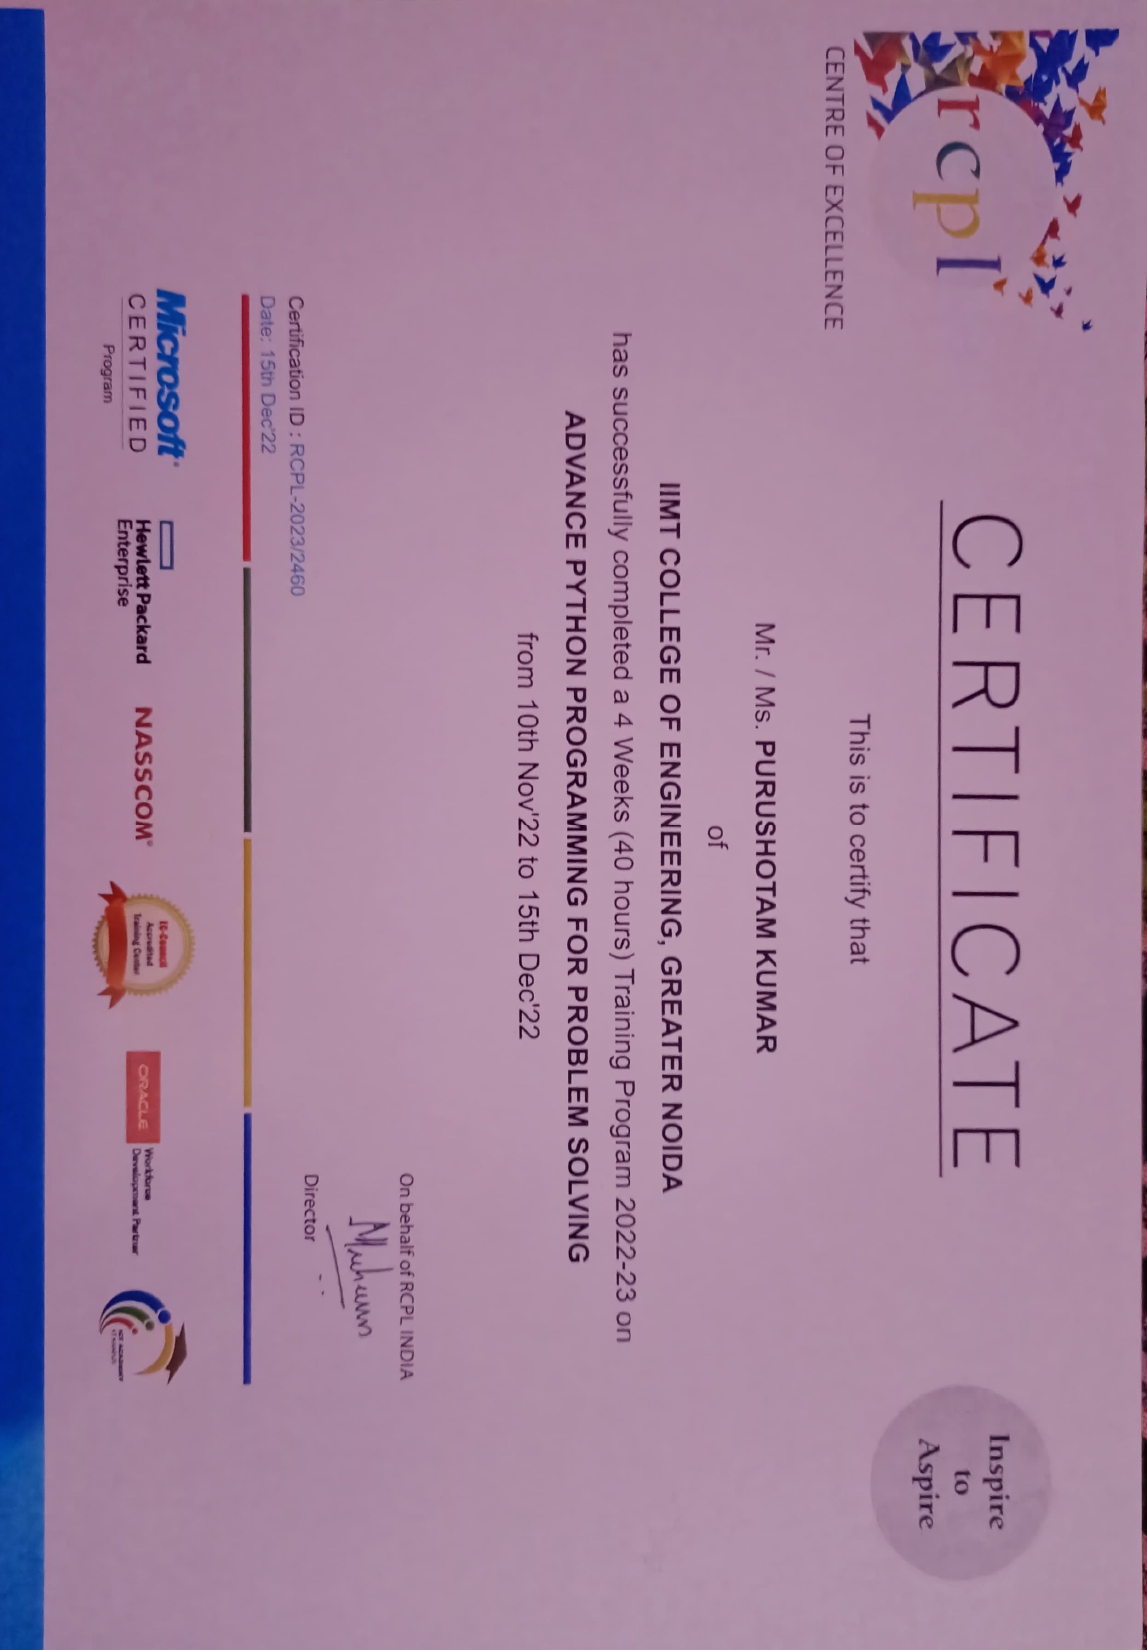 rcpl
CENTRE OF EXCELLENCE
CERTIFICATE
Inspire
to
Aspire
This is to certify that
Mr. / Ms. PURUSHOTAM KUMAR
of
IIMT COLLEGE OF ENGINEERING, GREATER NOIDA
has successfully completed a 4 Weeks (40 hours) Training Program 2022-23 on
ADVANCE PYTHON PROGRAMMING FOR PROBLEM SOLVING
from 10th Nov'22 to 15th Dec'22
On behalf of RCPL INDIA
Director
Certification ID : RCPL-2023/2460
Date: 15th Dec'22
Microsoft
CERTIFIED
Program
Hewlett Packard
Enterprise
NASSCOM®
EC-Council
Accredited
Training Center
ORACLE
Workforce
Development Partner
ICT ACADEMY